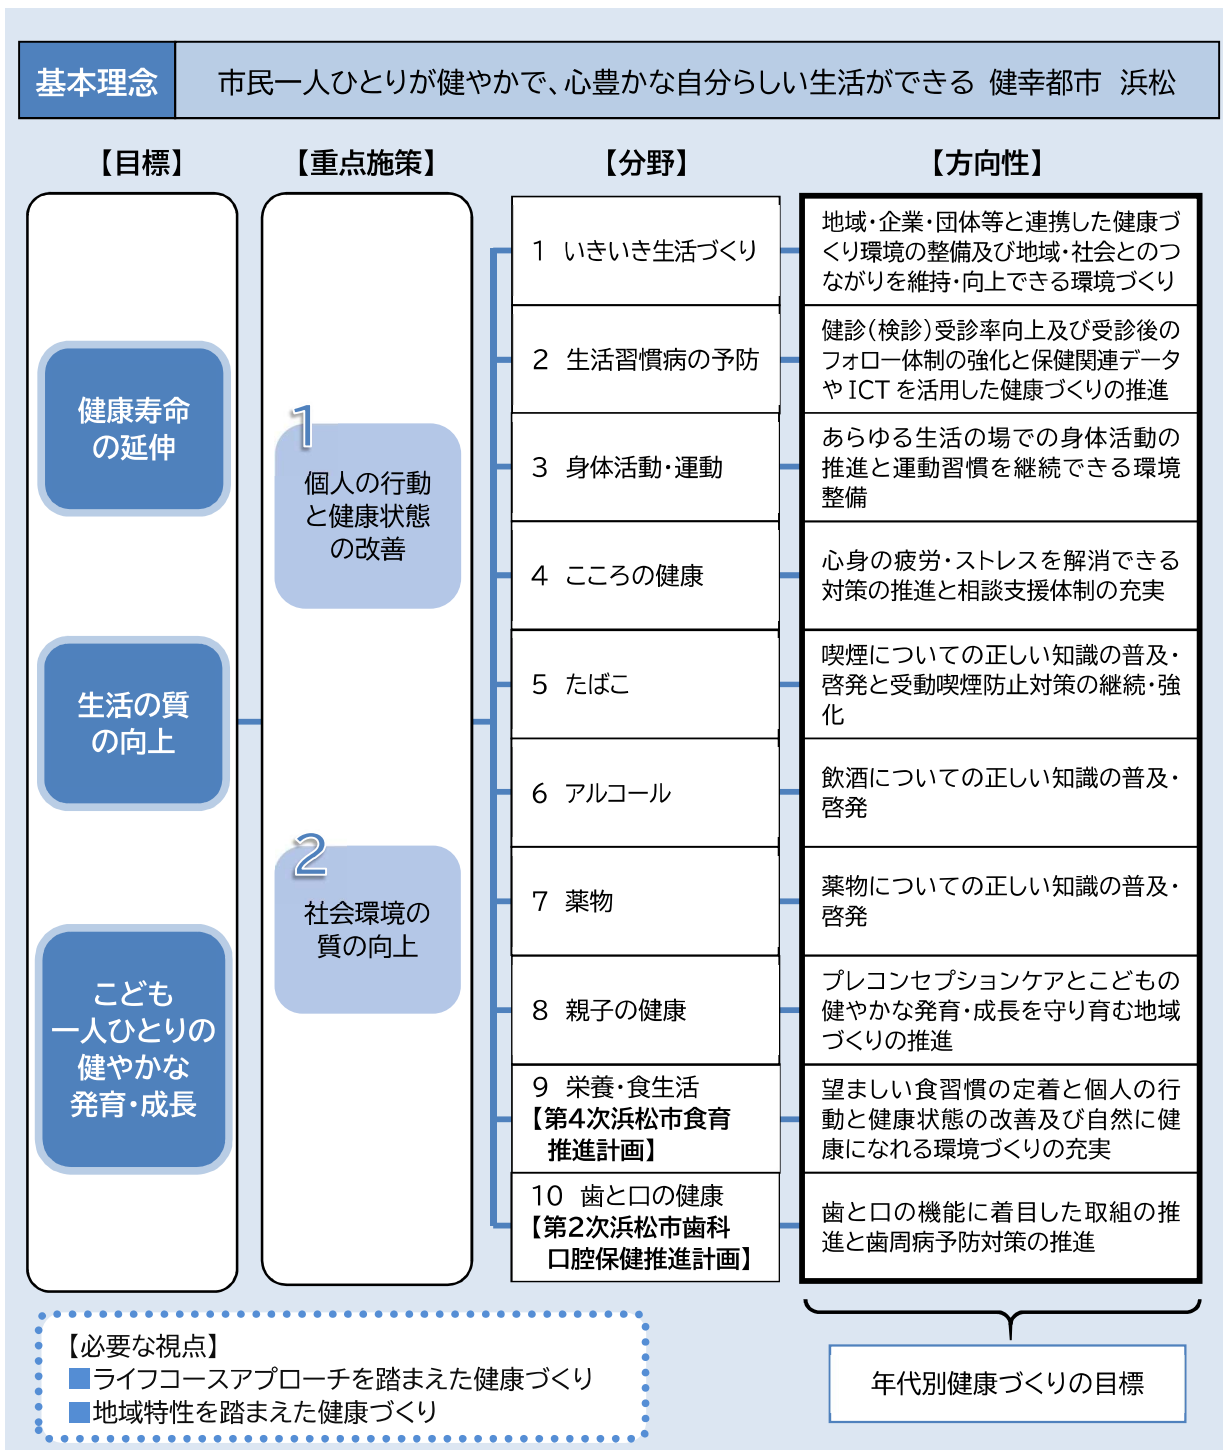 基本理念
市民一人ひとりが健やかで、心豊かな自分らしい生活ができる 健幸都市 浜松
【目標】
【重点施策】
【分野】
【方向性】
健康寿命
の延伸
生活の質
の向上
こども
一人ひとりの
健やかな
発育・成長
1
個人の行動
と健康状態
の改善
2
社会環境の
質の向上
1 いきいき生活づくり
地域・企業・団体等と連携した健康づ
くり環境の整備及び地域・社会とのつ
ながりを維持・向上できる環境づくり
2 生活習慣病の予防
健診(検診)受診率向上及び受診後の
フォロー体制の強化と保健関連データ
や ICT を活用した健康づくりの推進
3 身体活動・運動
あらゆる生活の場での身体活動の
推進と運動習慣を継続できる環境
整備
4 こころの健康
心身の疲労・ストレスを解消できる
対策の推進と相談支援体制の充実
5 たばこ
喫煙についての正しい知識の普及・
啓発と受動喫煙防止対策の継続・強
化
6 アルコール
飲酒についての正しい知識の普及・
啓発
7 薬物
薬物についての正しい知識の普及・
啓発
8 親子の健康
プレコンセプションケアとこどもの
健やかな発育・成長を守り育む地域
づくりの推進
9 栄養・食生活
【第4次浜松市食育
推進計画】
望ましい食習慣の定着と個人の行
動と健康状態の改善及び自然に健
康になれる環境づくりの充実
10 歯と口の健康
【第2次浜松市歯科
口腔保健推進計画】
歯と口の機能に着目した取組の推
進と歯周病予防対策の推進
【必要な視点】
■ライフコースアプローチを踏まえた健康づくり
■地域特性を踏まえた健康づくり
年代別健康づくりの目標